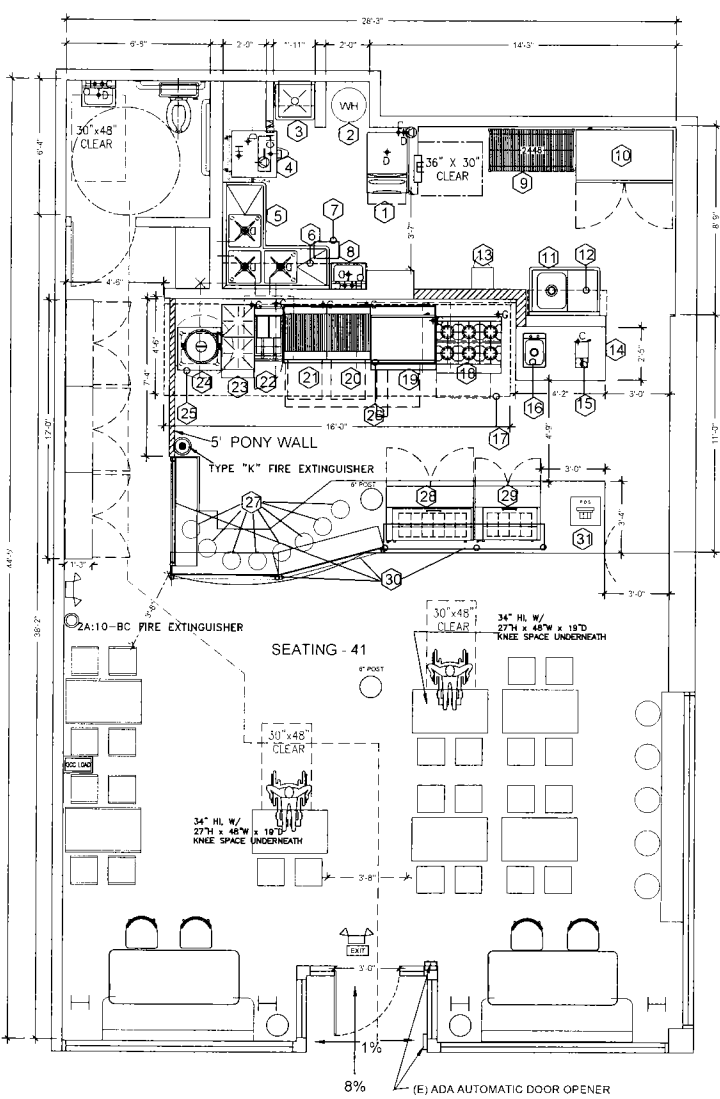 28'-3"
6'-8"
2'-0"
1'-11"
2'-0"
14'-3"
30"x48"
CLEAR
WH
3
2
4
1
36" X 30"
CLEAR
2448
9
10
6'-4"
5
7
6
8
3'-7"
8'-9"
13
11
12
4'-6"
14
2'-5"
16
15
4'-6"
7'-4"
24
23
22
21
20
19
18
25
26
17
4'-2"
3'-0"
16'-0"
5' PONY WALL
TYPE "K" FIRE EXTINGUISHER
12'-0"
11'-0"
4'-9"
3'-0"
6" POST
27
28
29
POS
31
3'-4"
30
1'-3"
3'-8"
3'-0"
44'-5"
38'-2"
2A:10-BC FIRE EXTINGUISHER
SEATING - 41
6" POST
30"x48"
CLEAR
34" HI, W/
27"H x 48"W x 19"D
KNEE SPACE UNDERNEATH
OCC LOAD
30"x48"
CLEAR
34" HI, W/
27"H x 48"W x 19"D
KNEE SPACE UNDERNEATH
3'-8"
EXIT
3'-0"
1%
8%
(E) ADA AUTOMATIC DOOR OPENER